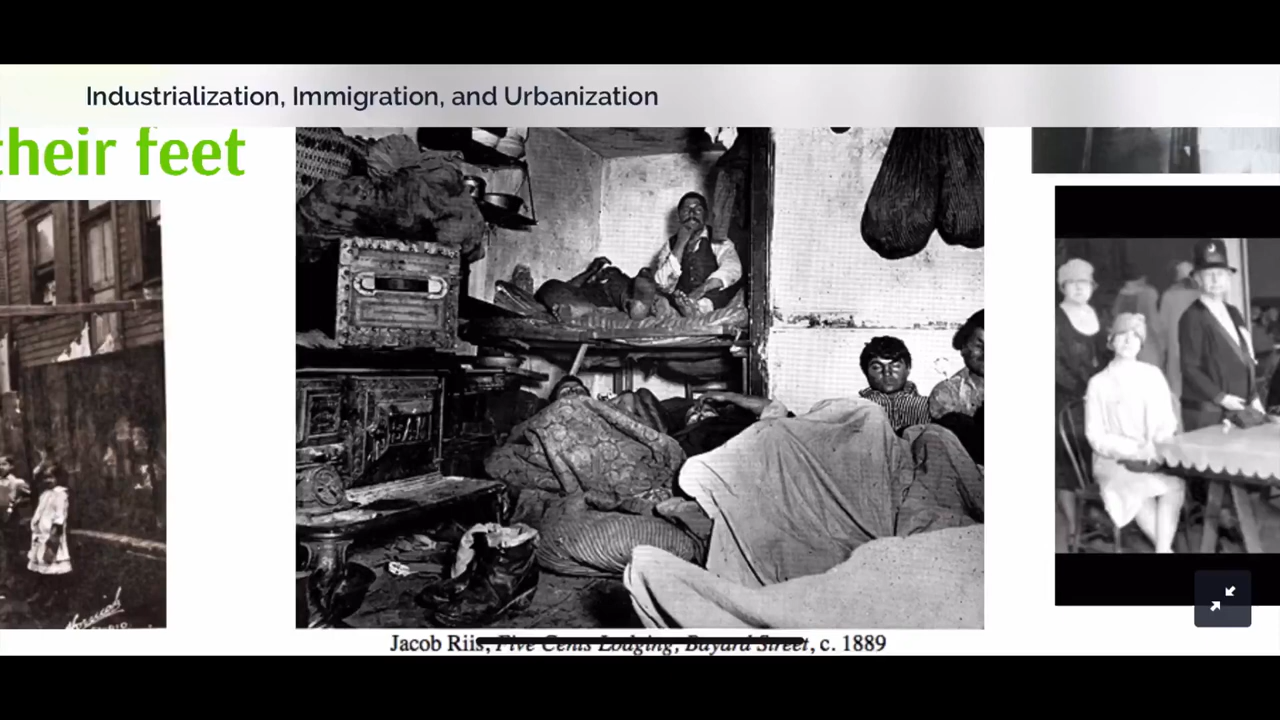 Industrialization, Immigration, and Urbanization
their feet
Jacob Riis, Five Cents Lodging, Bayard Street, c. 1889